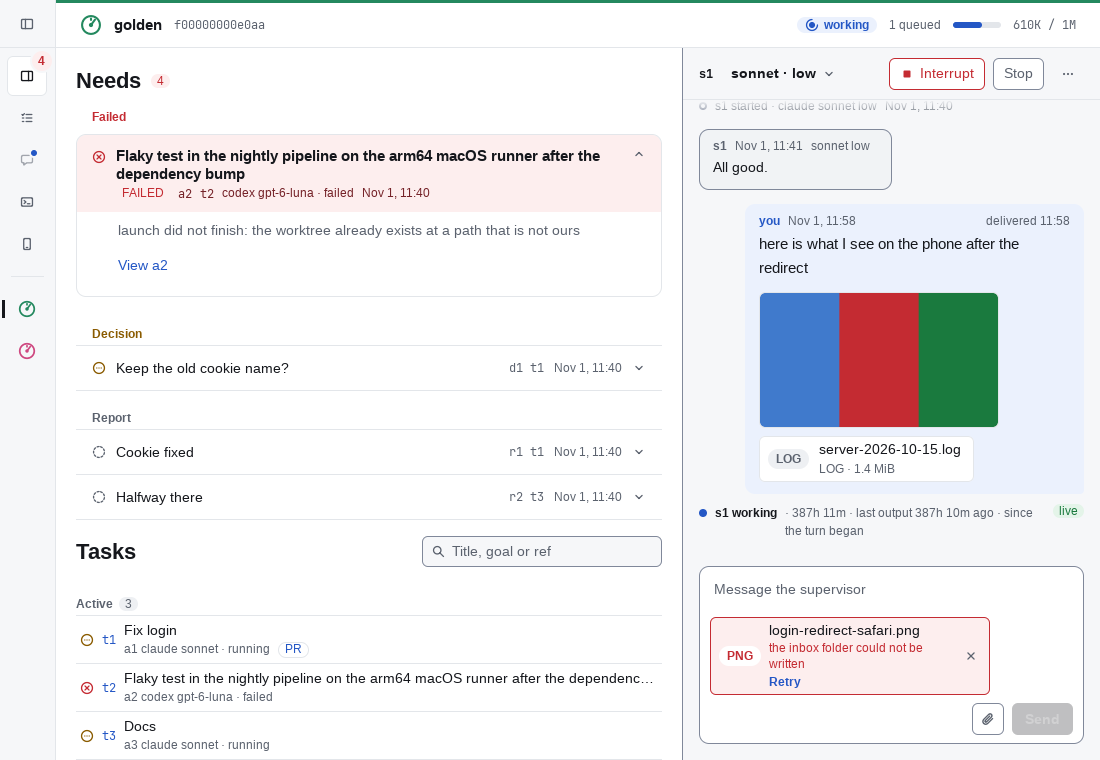 golden f00000000e0aa
working 1 queued 610K / 1M
4
Needs 4
Failed
Flaky test in the nightly pipeline on the arm64 macOS runner after the
dependency bump
FAILED a2 t2 codex gpt-6-luna · failed Nov 1, 11:40
launch did not finish: the worktree already exists at a path that is not ours
View a2
Decision
Keep the old cookie name? d1 t1 Nov 1, 11:40
Report
Cookie fixed r1 t1 Nov 1, 11:40
Halfway there r2 t3 Nov 1, 11:40
Tasks
Title, goal or ref
Active 3
t1 Fix login
a1 claude sonnet · running PR
t2 Flaky test in the nightly pipeline on the arm64 macOS runner after the dependenc…
a2 codex gpt-6-luna · failed
t3 Docs
a3 claude sonnet · running
s1 sonnet · low Interrupt Stop
s1 started · claude sonnet low Nov 1, 11:40
s1 Nov 1, 11:41 sonnet low
All good.
you Nov 1, 11:58 delivered 11:58
here is what I see on the phone after the
redirect
LOG server-2026-10-15.log
LOG · 1.4 MiB
s1 working · 387h 11m · last output 387h 10m ago · since
the turn began
live
Message the supervisor
PNG login-redirect-safari.png
the inbox folder could not be
written
Retry
Send